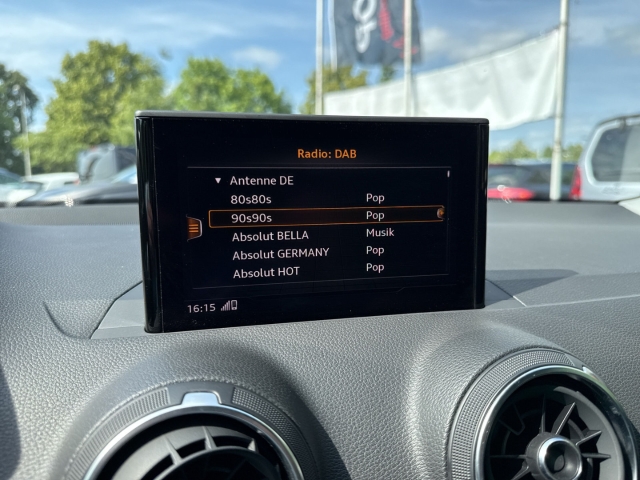 Radio: DAB
Antenne DE
80s80s Pop
90s90s Pop
Absolut BELLA Musik
Absolut GERMANY Pop
Absolut HOT Pop
16:15